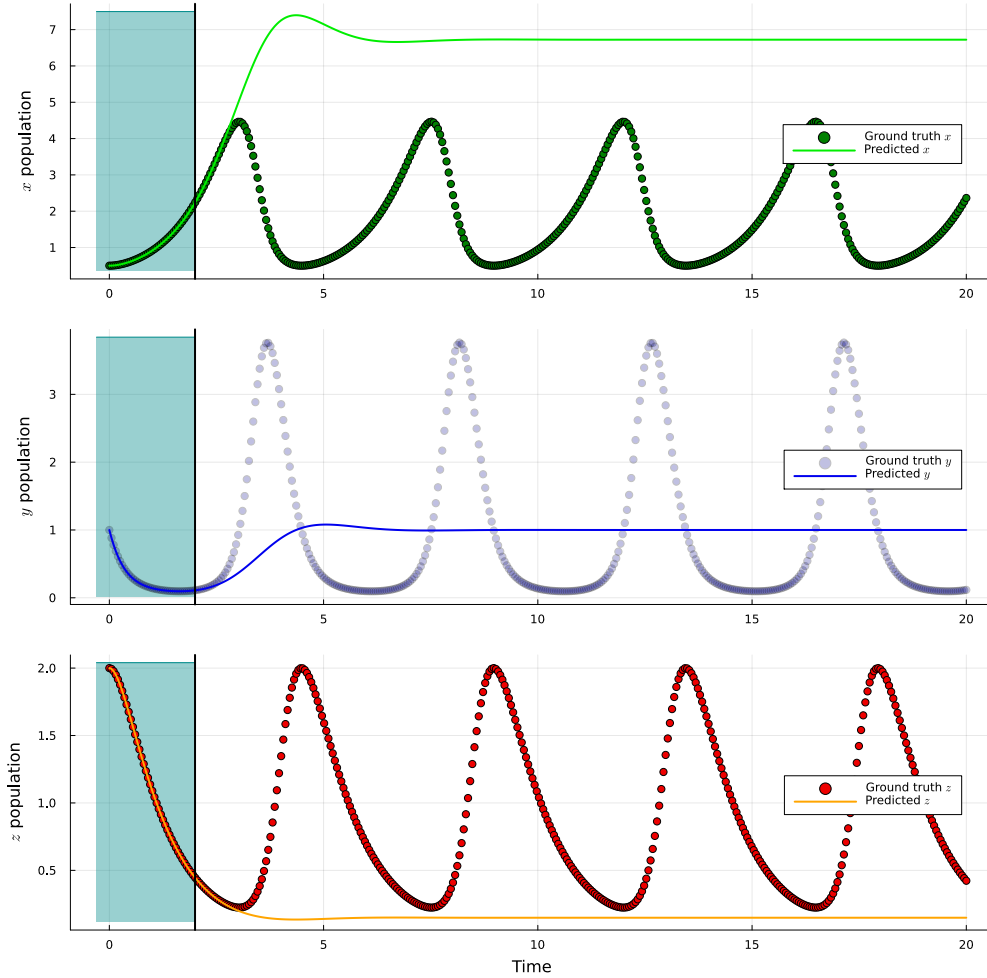 7
6
5
4
3
2
1
x population
Ground truth x
Predicted x
0 5 10 15 20
3
2
1
0
y population
Ground truth y
Predicted y
0 5 10 15 20
2.0
1.5
1.0
0.5
z population
Ground truth z
Predicted z
0 5 10 15 20
Time